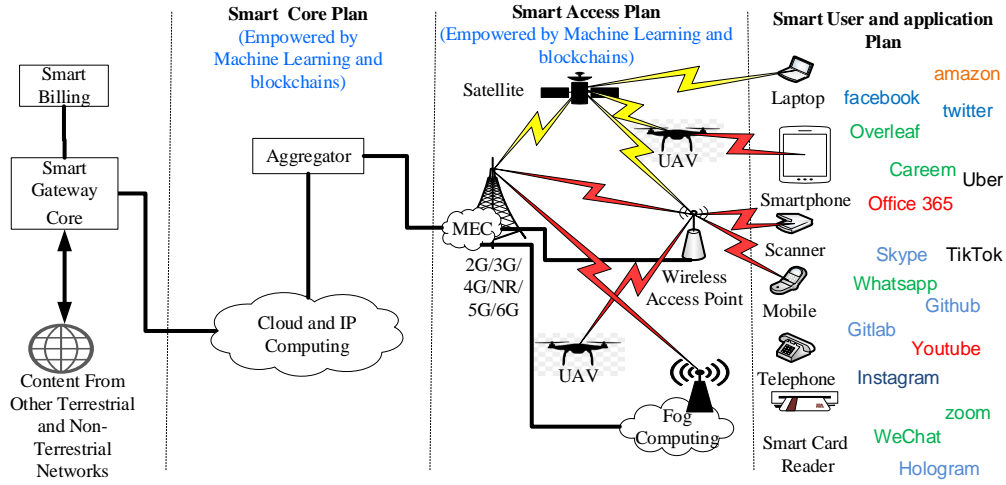 Smart
Billing
Smart
Gateway
Core
Content From
Other Terrestrial
and Non-
Terrestrial
Networks
Smart  Core Plan
(Empowered by
Machine Learning and
blockchains)
Aggregator
Cloud and IP
Computing
Smart Access Plan
(Empowered by Machine Learning and
blockchains)
Satellite
UAV
MEC
2G/3G/
4G/NR/
5G/6G
Wireless
Access Point
UAV
Fog
Computing
Smart User and application
Plan
Laptop
Smartphone
Scanner
Mobile
Telephone
Smart Card
Reader
amazon
facebook
twitter
Overleaf
Careem
Uber
Office 365
Skype
TikTok
Whatsapp
Github
Gitlab
Youtube
Instagram
zoom
WeChat
Hologram